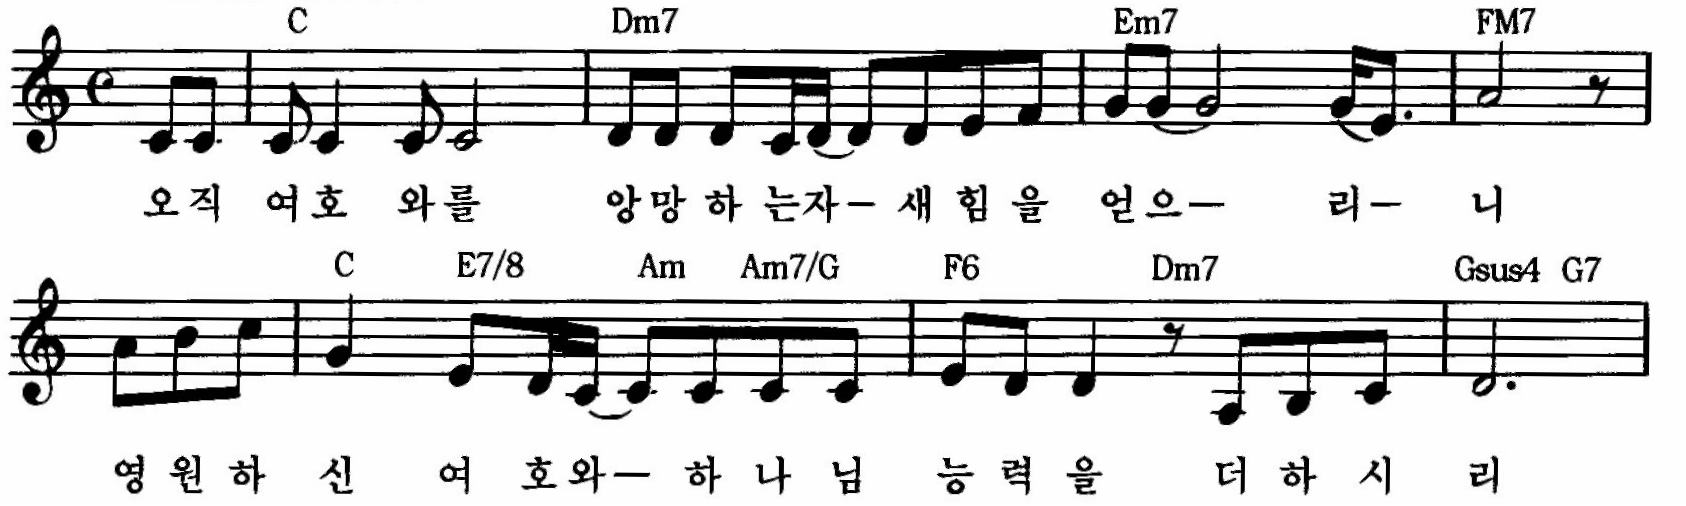 C Dm7 Em7 FM7
오직 여호 와를 앙망 하 는자- 새 힘 을 얻으- 리- 니
C E7/8 Am Am7/G F6 Dm7 Gsus4 G7
영 원 하 신 여 호와- 하 나 님 능 력 을 더 하 시 리